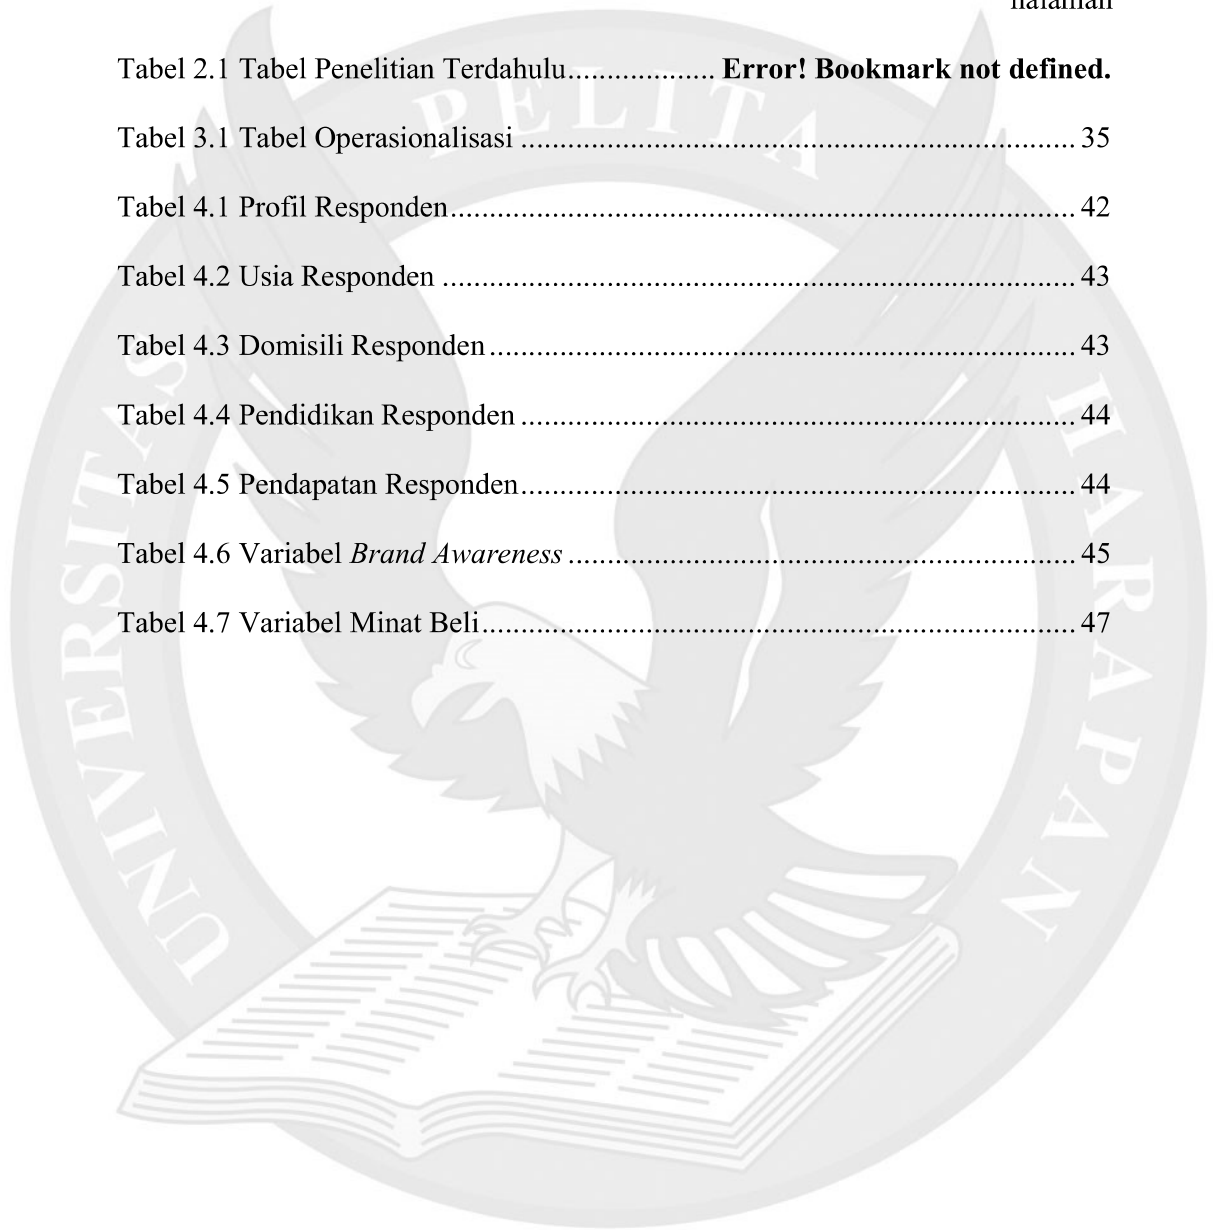 halaman
Tabel 2.1 Tabel Penelitian Terdahulu................... Error! Bookmark not defined.
Tabel 3.1 Tabel Operasionalisasi ....................................................................... 35
Tabel 4.1 Profil Responden................................................................................ 42
Tabel 4.2 Usia Responden ................................................................................. 43
Tabel 4.3 Domisili Responden........................................................................... 43
Tabel 4.4 Pendidikan Responden ....................................................................... 44
Tabel 4.5 Pendapatan Responden....................................................................... 44
Tabel 4.6 Variabel Brand Awareness ................................................................. 45
Tabel 4.7 Variabel Minat Beli............................................................................ 47
UNIVERSITAS PELITA HARAPAN